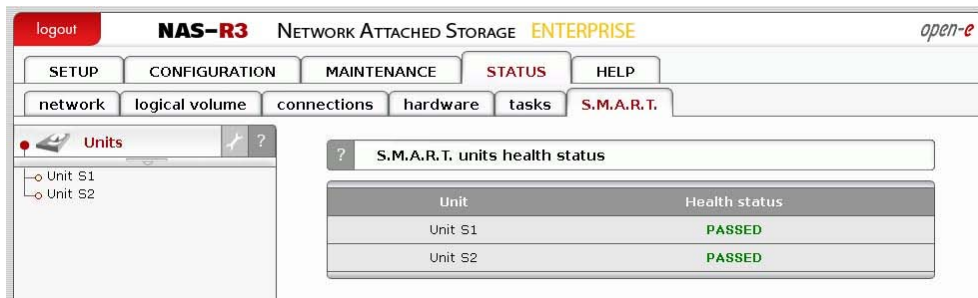 logout NAS-R3 NETWORK ATTACHED STORAGE ENTERPRISE open-e
SETUP CONFIGURATION MAINTENANCE STATUS HELP
network logical volume connections hardware tasks S.M.A.R.T.
Units ?
Unit S1
Unit S2
? S.M.A.R.T. units health status
Unit Health status
Unit S1 PASSED
Unit S2 PASSED